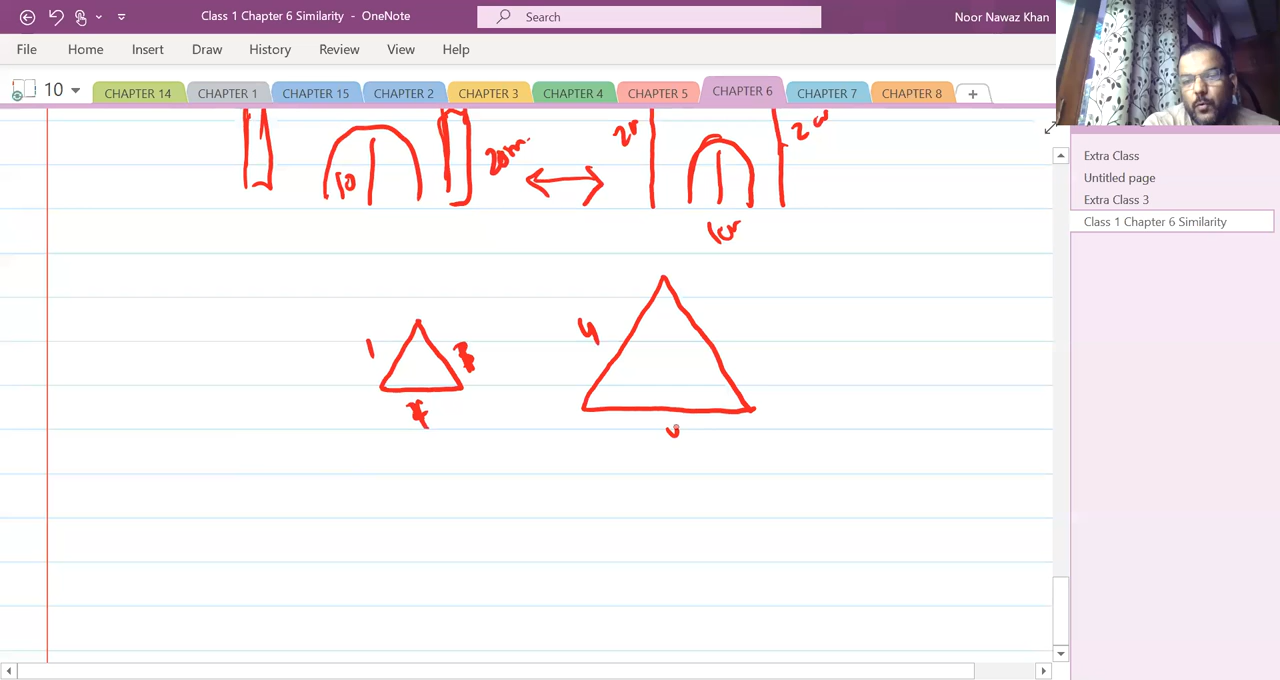 Class 1 Chapter 6 Similarity - OneNote
Search
Noor Nawaz Khan
File Home Insert Draw History Review View Help
10 CHAPTER 14 CHAPTER 1 CHAPTER 15 CHAPTER 2 CHAPTER 3 CHAPTER 4 CHAPTER 5 CHAPTER 6 CHAPTER 7 CHAPTER 8 +
Extra Class
Untitled page
Extra Class 3
Class 1 Chapter 6 Similarity
10
20m
1
4